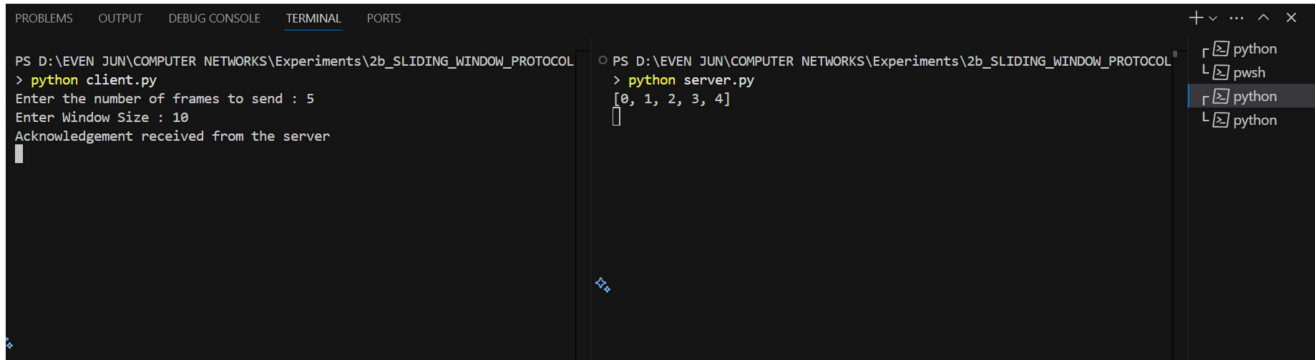 PROBLEMS OUTPUT DEBUG CONSOLE TERMINAL PORTS
PS D:\EVEN JUN\COMPUTER NETWORKS\Experiments\2b_SLIDING_WINDOW_PROTOCOL
> python client.py
Enter the number of frames to send : 5
Enter Window Size : 10
Acknowledgement received from the server
PS D:\EVEN JUN\COMPUTER NETWORKS\Experiments\2b_SLIDING_WINDOW_PROTOCOL
> python server.py
[0, 1, 2, 3, 4]
python
pwsh
python
python